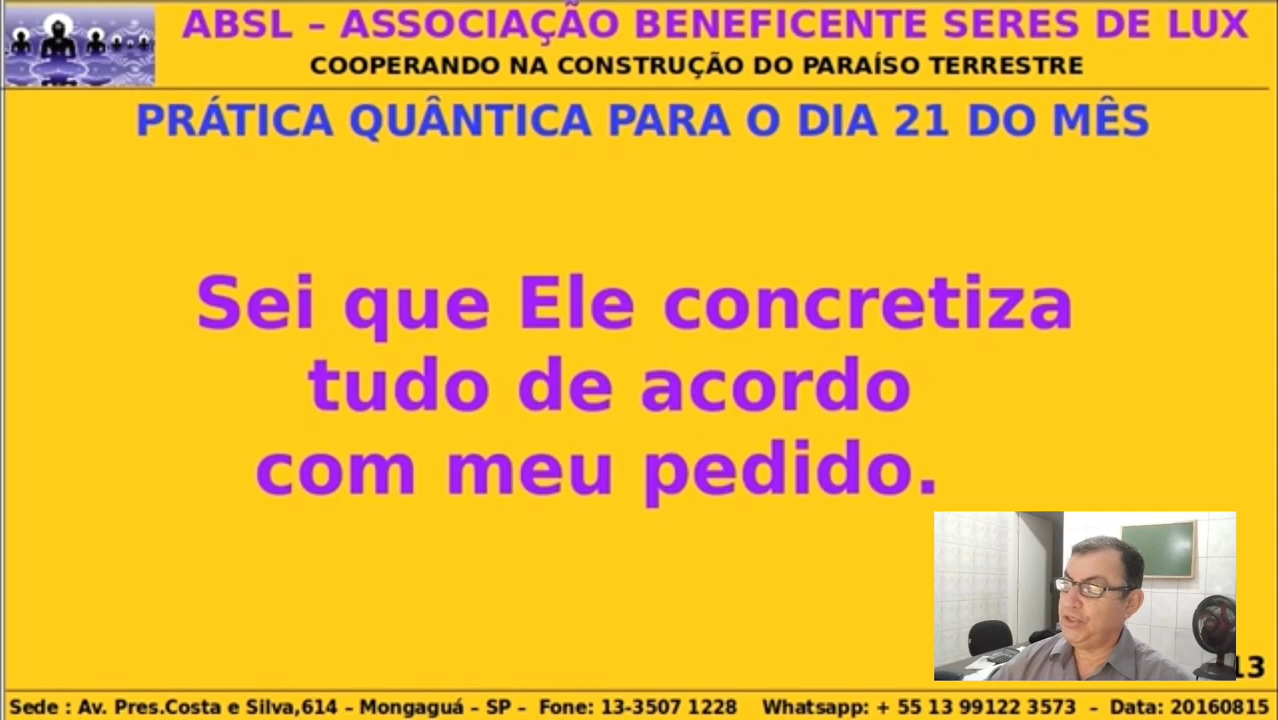 ABSL – ASSOCIAÇÃO BENEFICENTE SERES DE LUX
COOPERANDO NA CONSTRUÇÃO DO PARAÍSO TERRESTRE
PRÁTICA QUÂNTICA PARA O DIA 21 DO MÊS
Sei que Ele concretiza
tudo de acordo
com meu pedido.
13
Sede : Av. Pres.Costa e Silva,614 – Mongaguá – SP – Fone: 13-3507 1228 Whatsapp: + 55 13 99122 3573 – Data: 20160815